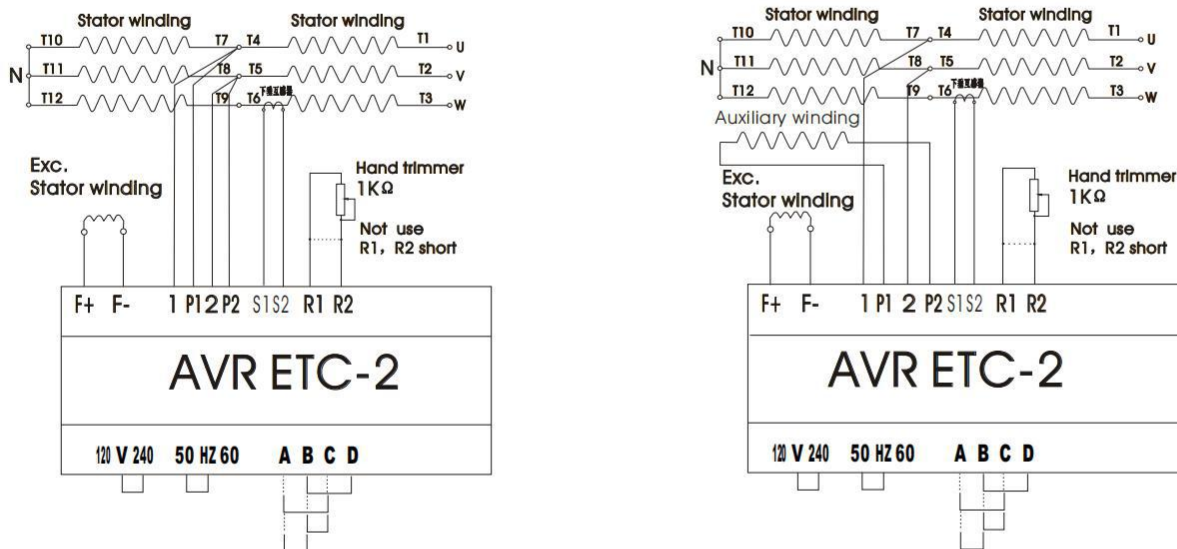 Stator winding Stator winding
T10 T7 T4 T1 U
N T11 T8 T5 T2 V
T12 T9 T6 T3 W
Exc.
Stator winding
Hand trimmer
1KΩ
Not use
R1, R2 short
F+ F- 1 P1 2 P2 S1 S2 R1 R2
AVR ETC-2
120 V 240 50 HZ 60 A B C D
Stator winding Stator winding
T10 T7 T4 T1 U
N T11 T8 T5 T2 V
T12 T9 T6 T3 W
Auxiliary winding
Exc.
Stator winding
Hand trimmer
1KΩ
Not use
R1, R2 short
F+ F- 1 P1 2 P2 S1 S2 R1 R2
AVR ETC-2
120 V 240 50 HZ 60 A B C D